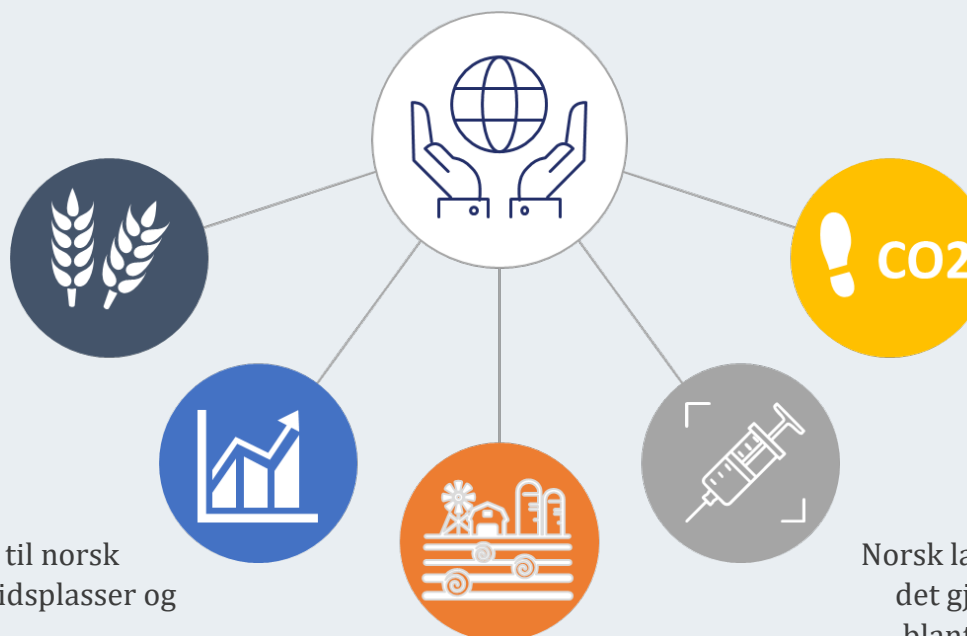 CO2
til norsk
idsplasser og
Norsk la
det gj